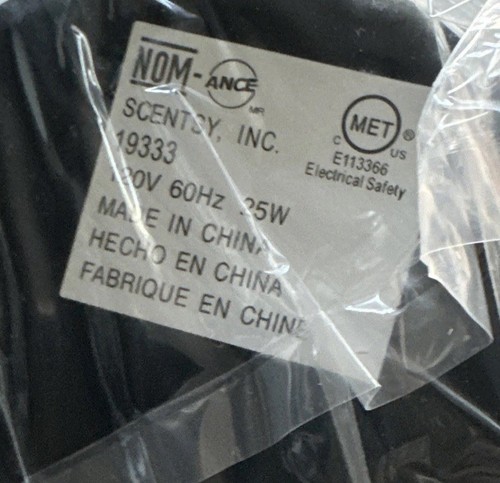 NOM-ANCE
MR
SCENTSY, INC.
19333
120V 60Hz 25W
MADE IN CHINA
HECHO EN CHINA
FABRIQUE EN CHINE
C MET US ®
E113366
Electrical Safety